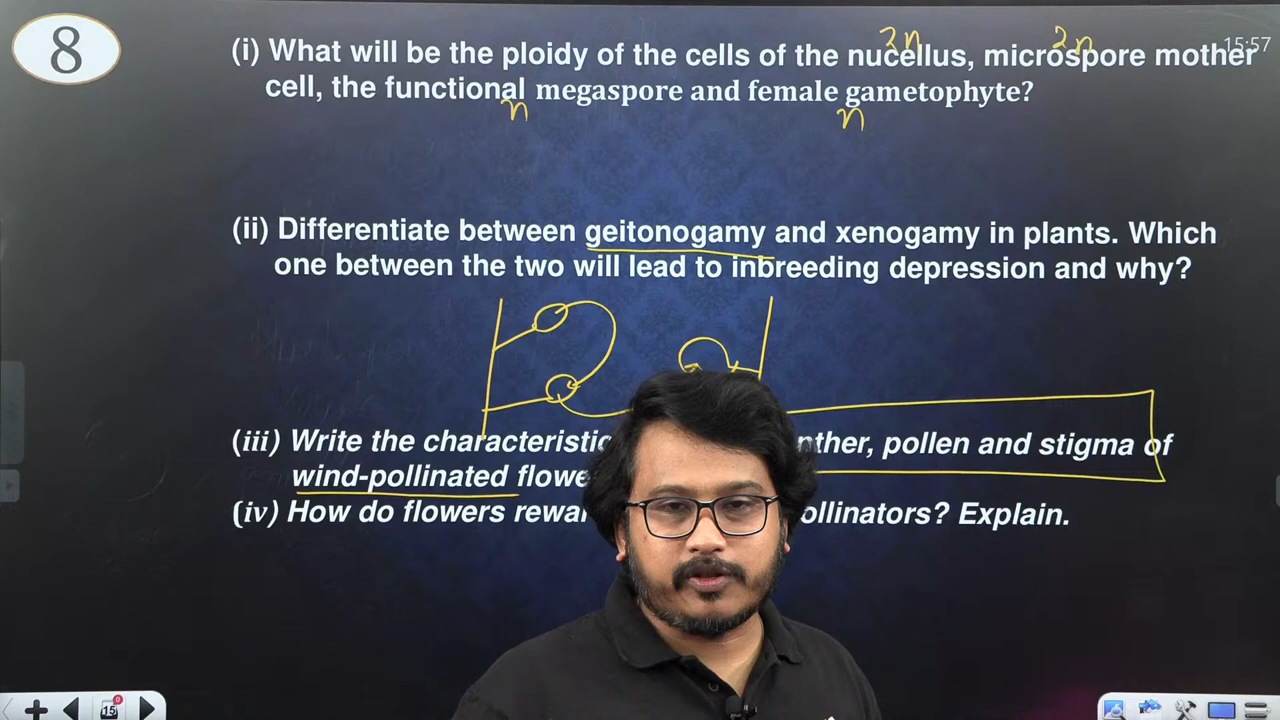 8
2n 2n 15:57
(i) What will be the ploidy of the cells of the nucellus, microspore mother
cell, the functional megaspore and female gametophyte?
n n
(ii) Differentiate between geitonogamy and xenogamy in plants. Which
one between the two will lead to inbreeding depression and why?
(iii) Write the characteristic nther, pollen and stigma of
wind-pollinated flowe
(iv) How do flowers rewar ollinators? Explain.
15 0